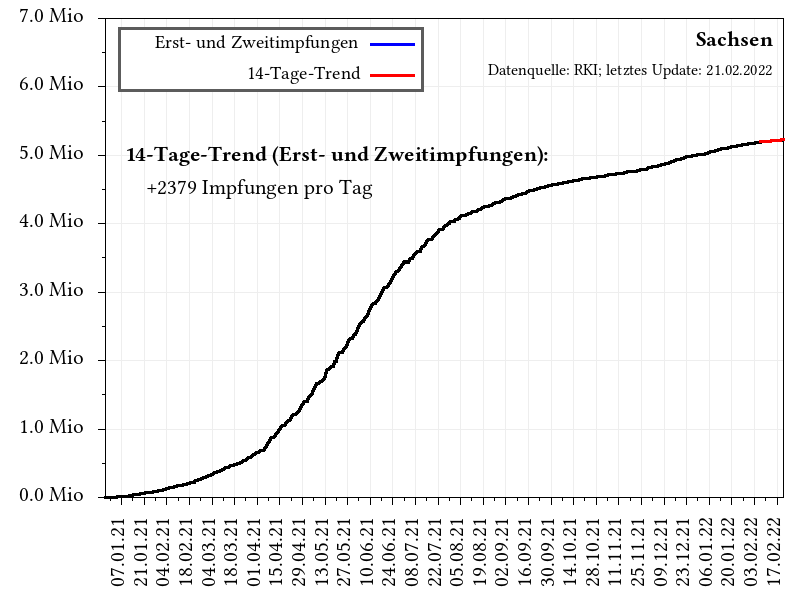 7.0 Mio
6.0 Mio
5.0 Mio
4.0 Mio
3.0 Mio
2.0 Mio
1.0 Mio
0.0 Mio
Erst- und Zweitimpfungen
14-Tage-Trend
Sachsen
Datenquelle: RKI; letztes Update: 21.02.2022
14-Tage-Trend (Erst- und Zweitimpfungen):
+2379 Impfungen pro Tag
07.01.21
21.01.21
04.02.21
18.02.21
04.03.21
18.03.21
01.04.21
15.04.21
29.04.21
13.05.21
27.05.21
10.06.21
24.06.21
08.07.21
22.07.21
05.08.21
19.08.21
02.09.21
16.09.21
30.09.21
14.10.21
28.10.21
11.11.21
25.11.21
09.12.21
23.12.21
06.01.22
20.01.22
03.02.22
17.02.22